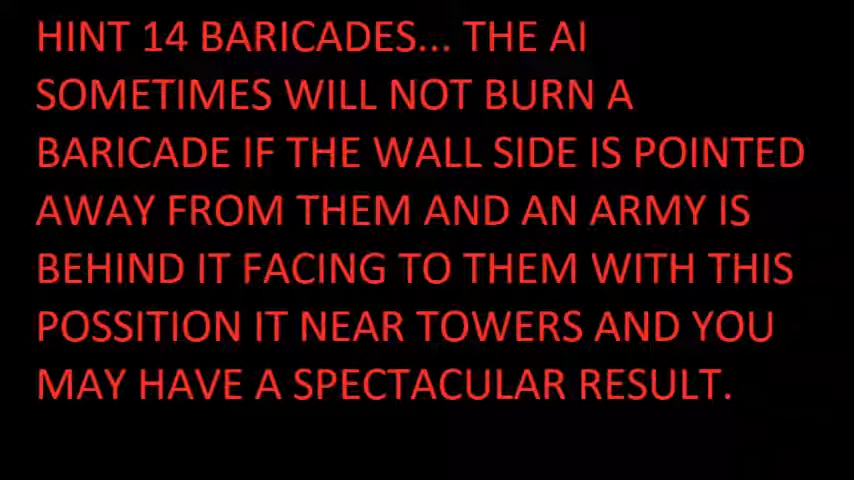 HINT 14 BARICADES... THE AI
SOMETIMES WILL NOT BURN A
BARICADE IF THE WALL SIDE IS POINTED
AWAY FROM THEM AND AN ARMY IS
BEHIND IT FACING TO THEM WITH THIS
POSSITION IT NEAR TOWERS AND YOU
MAY HAVE A SPECTACULAR RESULT.